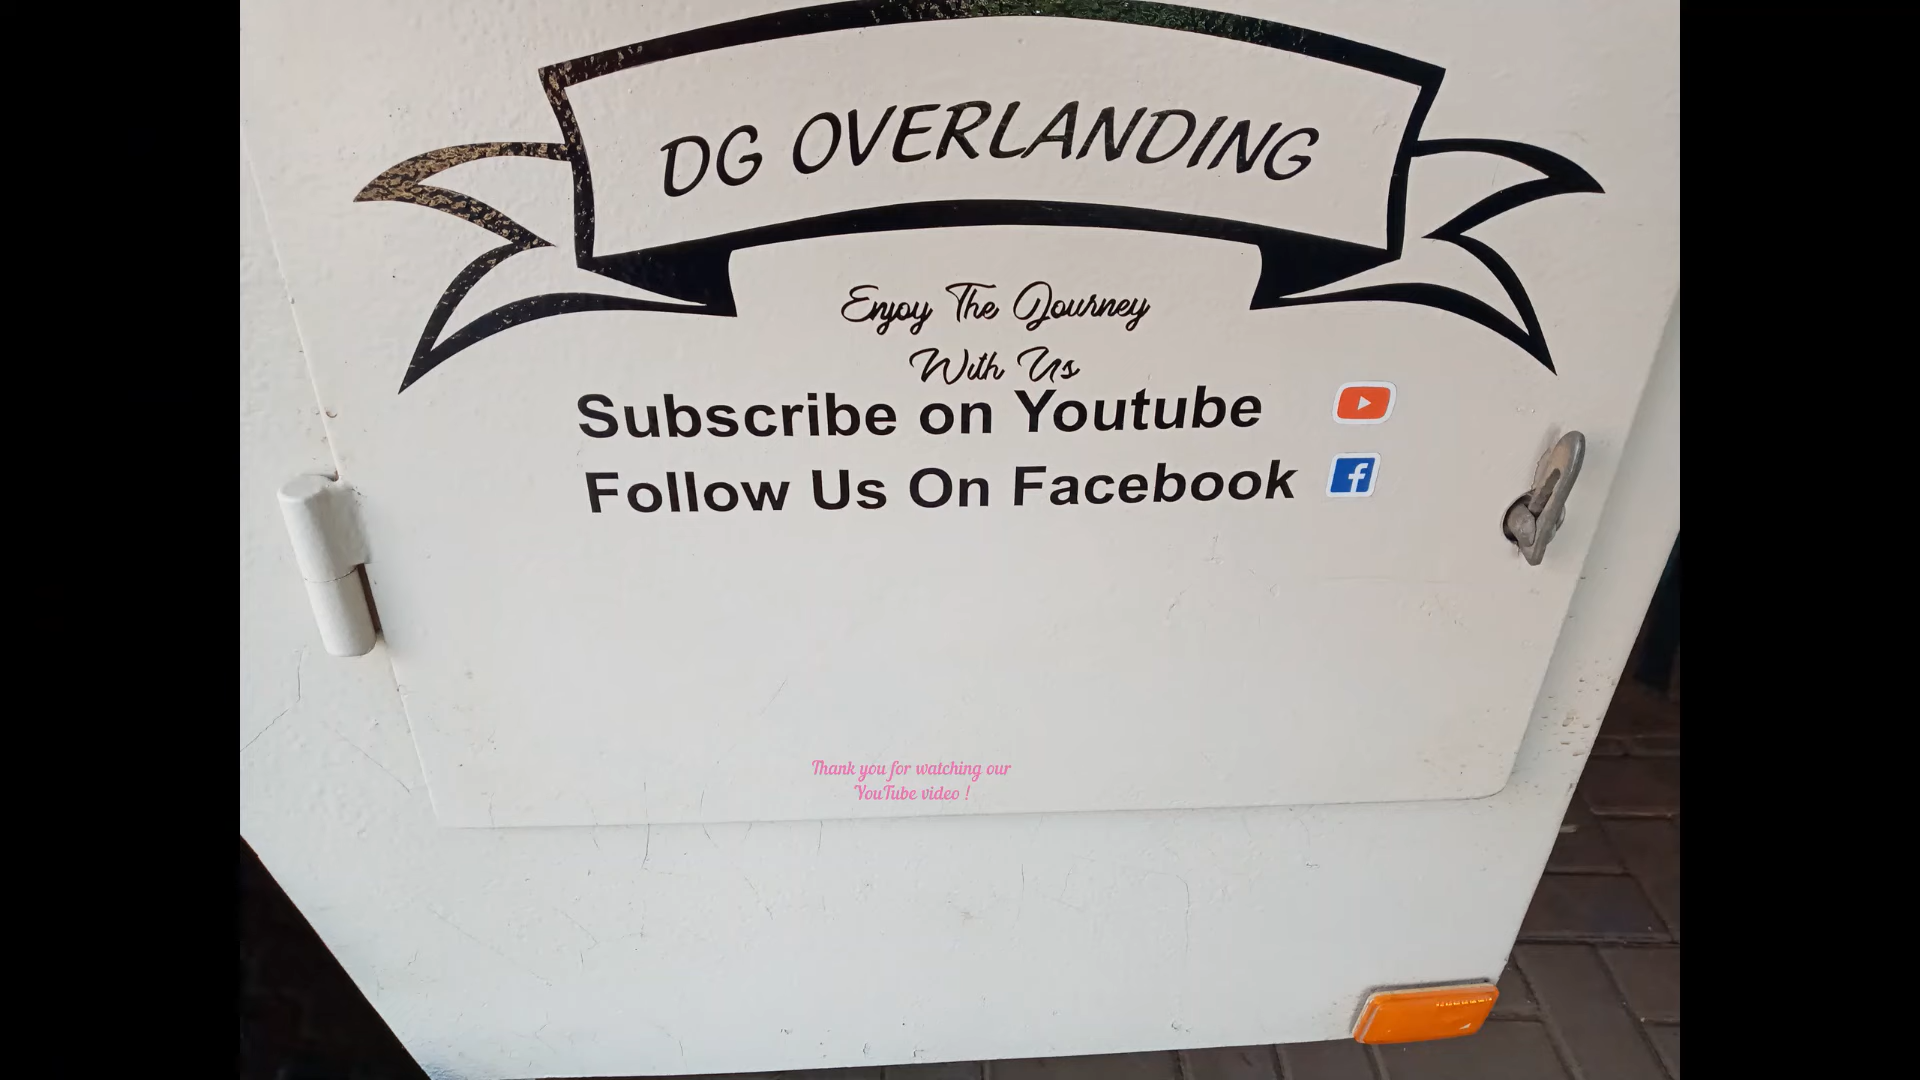 DG OVERLANDING
Enjoy The Journey
With Us
Subscribe on Youtube
Follow Us On Facebook
Thank you for watching our
YouTube video !